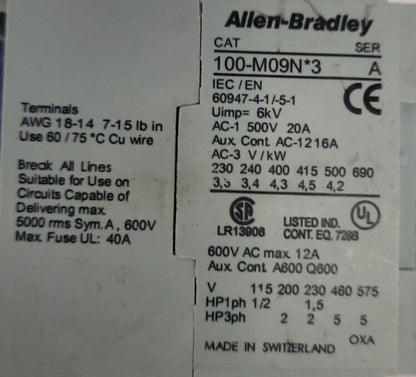 Allen-Bradley
CAT SER
100-M09N*3 A
IEC / EN
60947-4-1/-5-1
Uimp= 6kV
AC-1 500V 20A
Aux. Cont. AC-12 16A
AC-3 V / kW
230 240 400 415 500 690
3,5 3,4 4,3 4,5 4,2
LR13908
LISTED IND.
CONT. EQ. 726B
600V AC max. 12A
Aux. Cont. A600 Q600
V 115 200 230 460 575
HP1ph 1/2 1,5
HP3ph 2 2 5 5
MADE IN SWITZERLAND OXA
Terminals
AWG 18-14 7-15 lb in
Use 60 / 75 °C Cu wire
Break All Lines
Suitable for Use on
Circuits Capable of
Delivering max.
5000 rms Sym. A, 600V
Max. Fuse UL: 40A